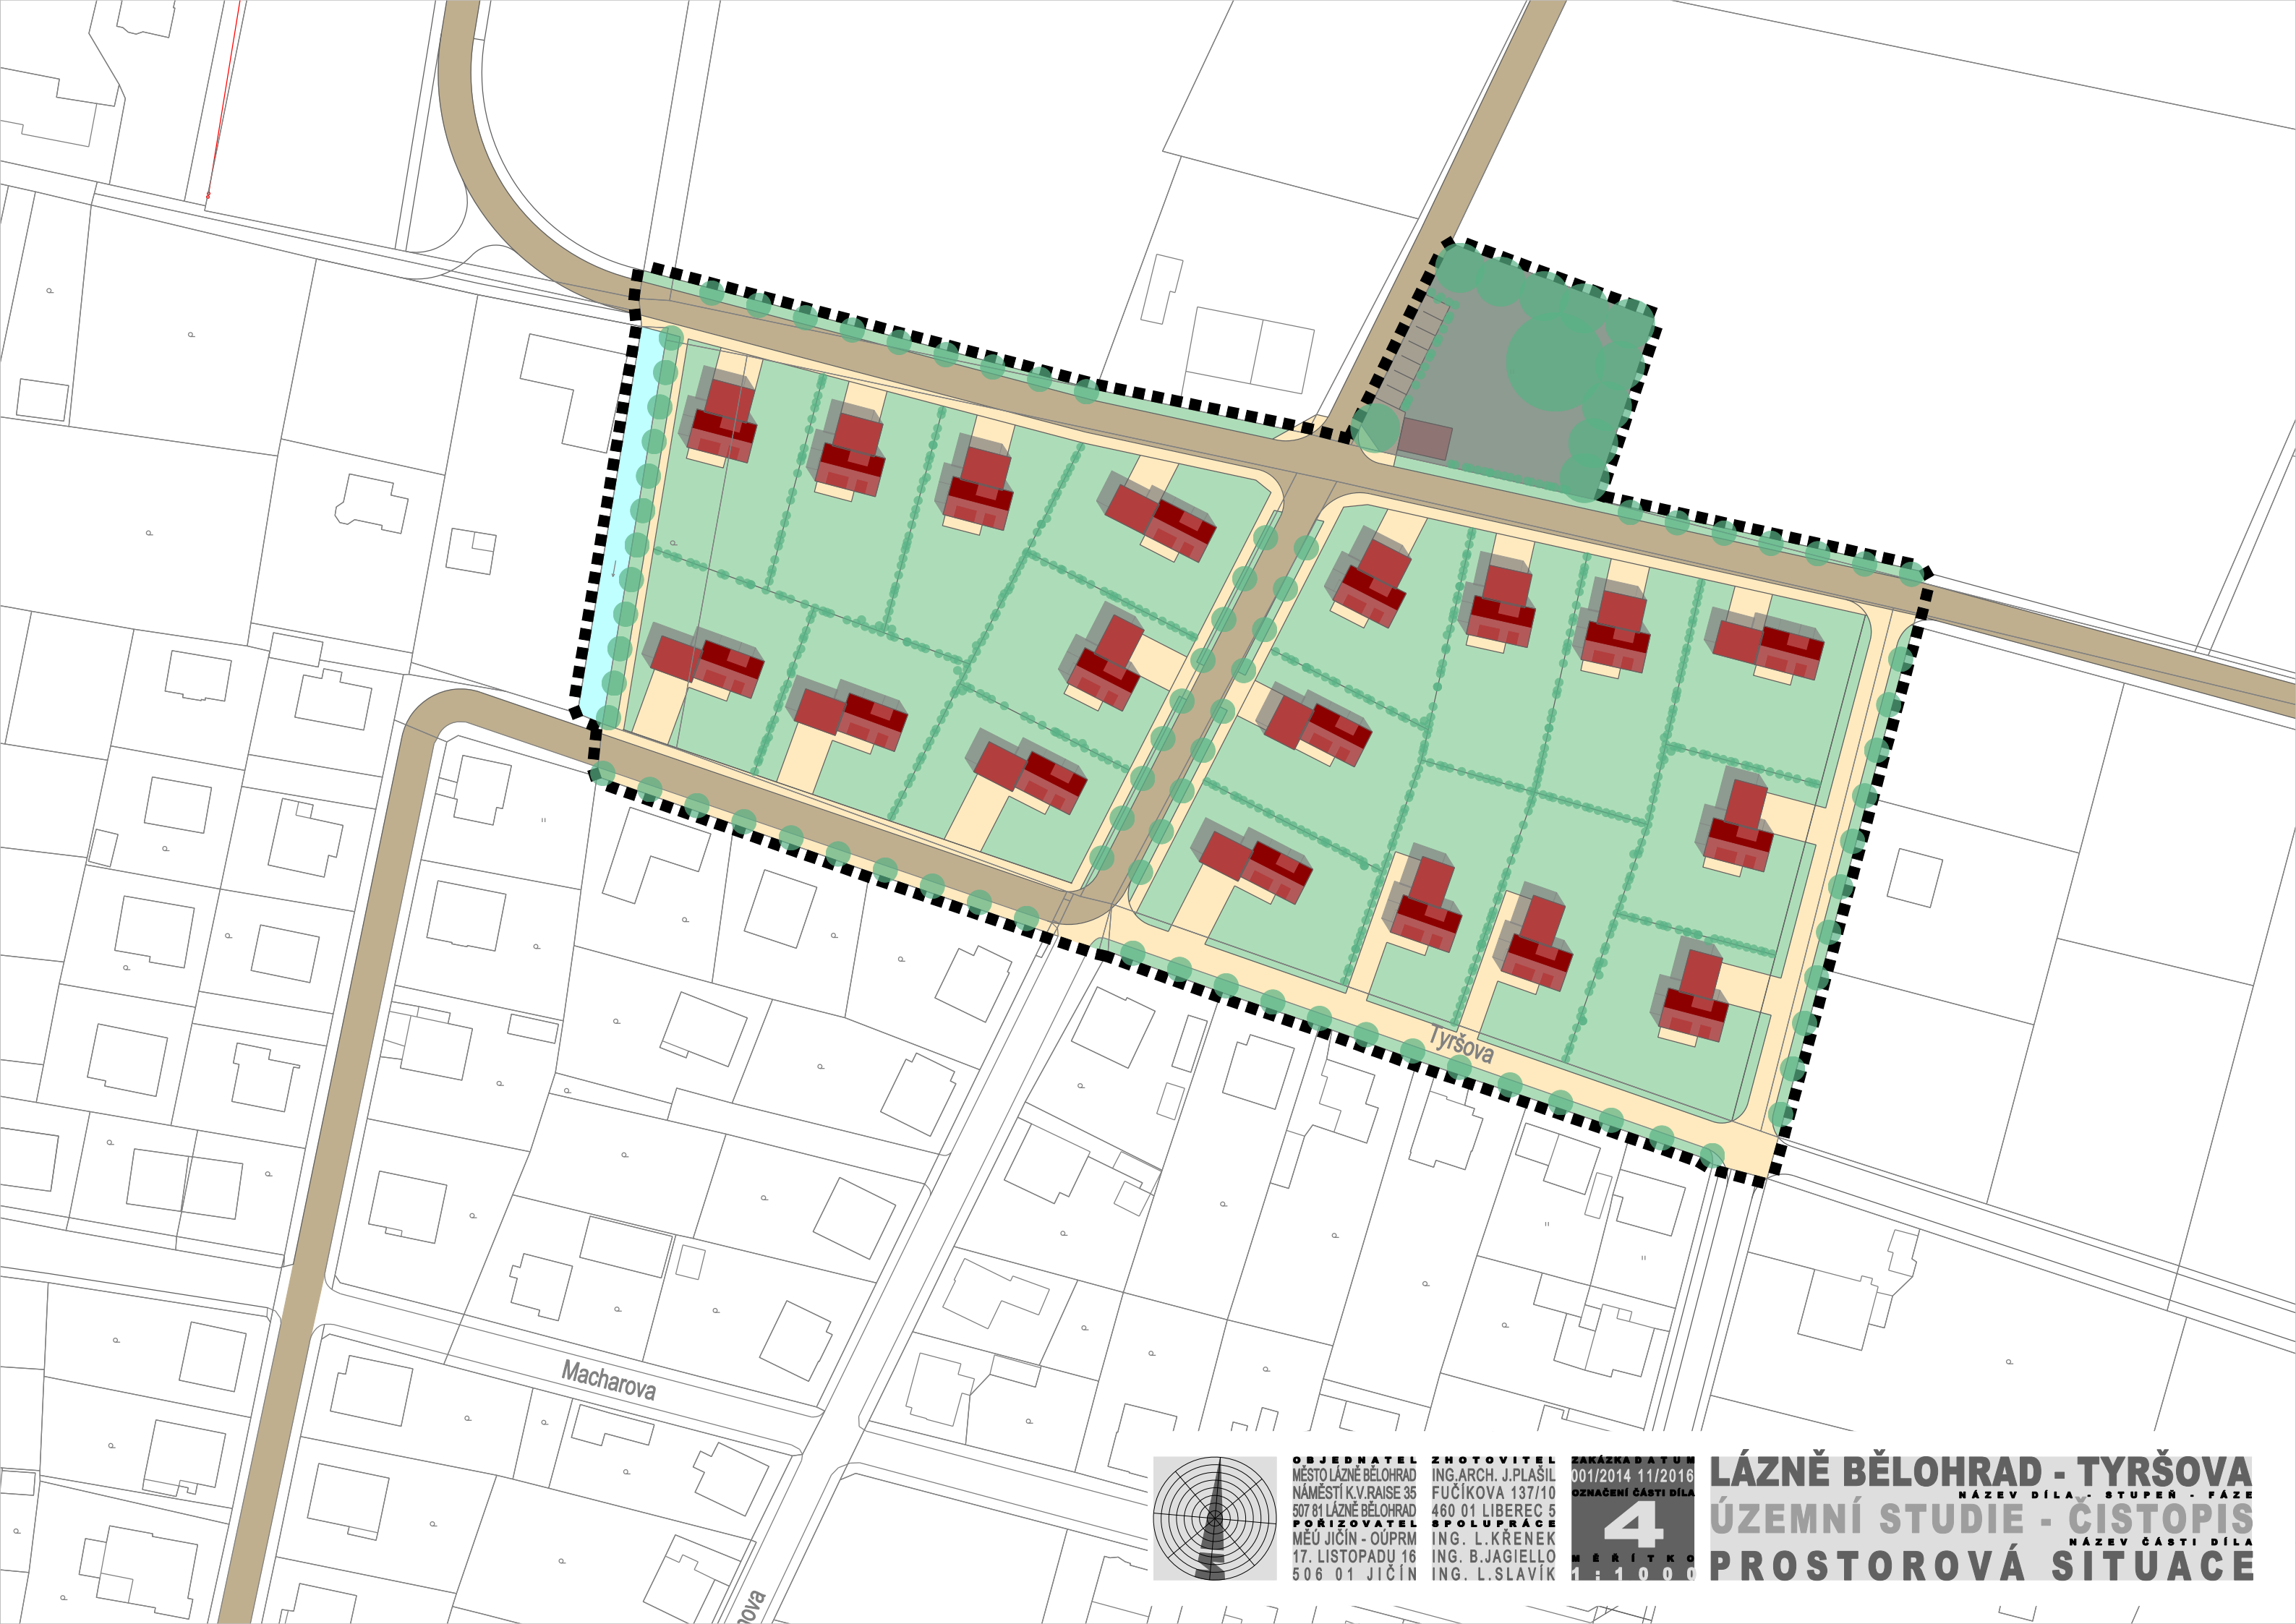 Tyršova
Macharova
OBJEDNATEL
MĚSTO LÁZNĚ BĚLOHRAD
NÁMĚSTÍ K.V.RAISE 35
507 81 LÁZNĚ BĚLOHRAD
POŘIZOVATEL
MĚÚ JIČÍN - OÚPRM
17. LISTOPADU 16
506 01 JIČÍN
ZHOTOVITEL
ING.ARCH. J.PLAŠIL
FUČÍKOVA 137/10
460 01 LIBEREC 5
SPOLUPRÁCE
ING. L.KŘENEK
ING. B.JAGIELLO
ING. L.SLAVÍK
ZAKÁZKA DATUM
001/2014 11/2016
OZNAČENÍ ČÁSTI DÍLA
4
MĚŘÍTKO
1:1000
LÁZNĚ BĚLOHRAD - TYRŠOVA
NÁZEV DÍLA - STUPEŇ - FÁZE
ÚZEMNÍ STUDIE - ČISTOPIS
NÁZEV ČÁSTI DÍLA
PROSTOROVÁ SITUACE